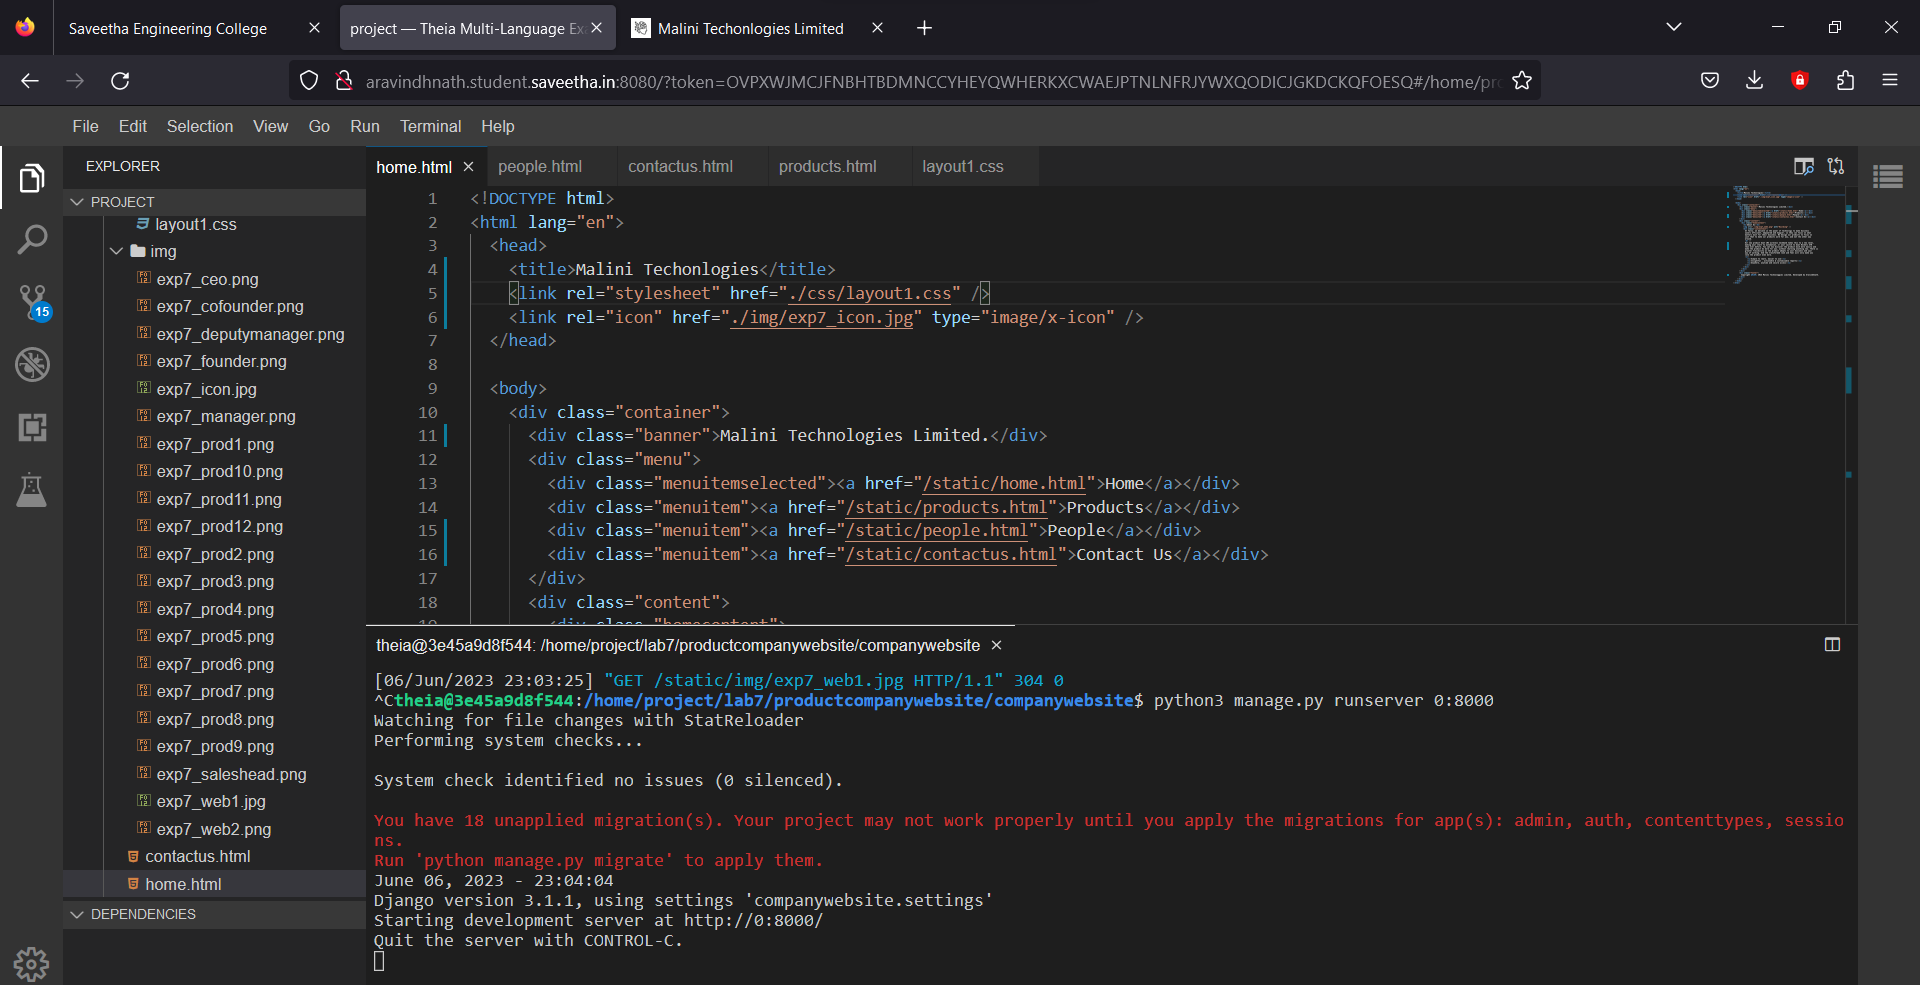 Saveetha Engineering College
project — Theia Multi-Language Ex
Malini Techonlogies Limited
aravindhnath.student.saveetha.in:8080/?token=OVPXWJMCJFNBHTBDMNCCYHEYQWHERKXCWAEJPTNLNFRJYWXQODICJGKDCKQFOESQ#/home/pro
File Edit Selection View Go Run Terminal Help
EXPLORER
PROJECT
layout1.css
img
exp7_ceo.png
exp7_cofounder.png
exp7_deputymanager.png
exp7_founder.png
exp7_icon.jpg
exp7_manager.png
exp7_prod1.png
exp7_prod10.png
exp7_prod11.png
exp7_prod12.png
exp7_prod2.png
exp7_prod3.png
exp7_prod4.png
exp7_prod5.png
exp7_prod6.png
exp7_prod7.png
exp7_prod8.png
exp7_prod9.png
exp7_saleshead.png
exp7_web1.jpg
exp7_web2.png
contactus.html
home.html
DEPENDENCIES
15
home.html people.html contactus.html products.html layout1.css
1 <!DOCTYPE html>
2 <html lang="en">
3 <head>
4 <title>Malini Techonlogies</title>
5 <link rel="stylesheet" href="./css/layout1.css" />
6 <link rel="icon" href="./img/exp7_icon.jpg" type="image/x-icon" />
7 </head>
8
9 <body>
10 <div class="container">
11 <div class="banner">Malini Technologies Limited.</div>
12 <div class="menu">
13 <div class="menuitemselected"><a href="/static/home.html">Home</a></div>
14 <div class="menuitem"><a href="/static/products.html">Products</a></div>
15 <div class="menuitem"><a href="/static/people.html">People</a></div>
16 <div class="menuitem"><a href="/static/contactus.html">Contact Us</a></div>
17 </div>
18 <div class="content">
19 <div class="homecontent">
theia@3e45a9d8f544: /home/project/lab7/productcompanywebsite/companywebsite
[06/Jun/2023 23:03:25] "GET /static/img/exp7_web1.jpg HTTP/1.1" 304 0
^Ctheia@3e45a9d8f544:/home/project/lab7/productcompanywebsite/companywebsite$ python3 manage.py runserver 0:8000
Watching for file changes with StatReloader
Performing system checks...
System check identified no issues (0 silenced).
You have 18 unapplied migration(s). Your project may not work properly until you apply the migrations for app(s): admin, auth, contenttypes, sessio
ns.
Run 'python manage.py migrate' to apply them.
June 06, 2023 - 23:04:04
Django version 3.1.1, using settings 'companywebsite.settings'
Starting development server at http://0:8000/
Quit the server with CONTROL-C.